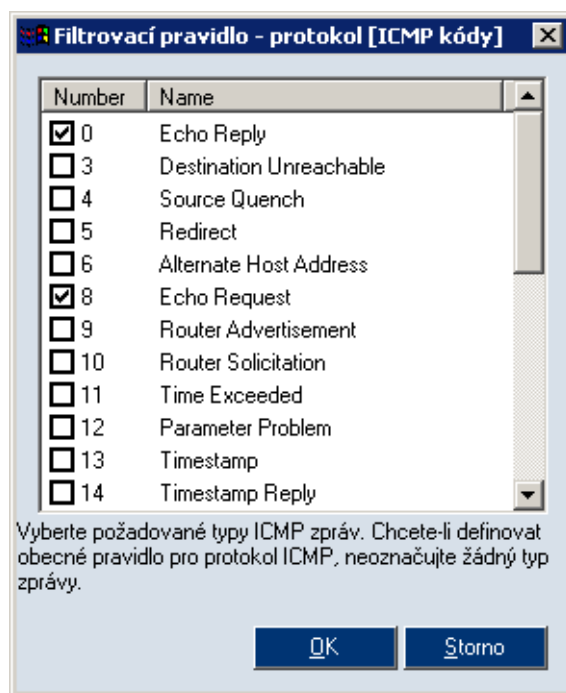 Filtrovací pravidlo - protokol [ICMP kódy]
Number Name
0 Echo Reply
3 Destination Unreachable
4 Source Quench
5 Redirect
6 Alternate Host Address
8 Echo Request
9 Router Advertisement
10 Router Solicitation
11 Time Exceeded
12 Parameter Problem
13 Timestamp
14 Timestamp Reply
Vyberte požadované typy ICMP zpráv. Chcete-li definovat
obecné pravidlo pro protokol ICMP, neoznačujte žádný typ
zprávy.
OK Storno